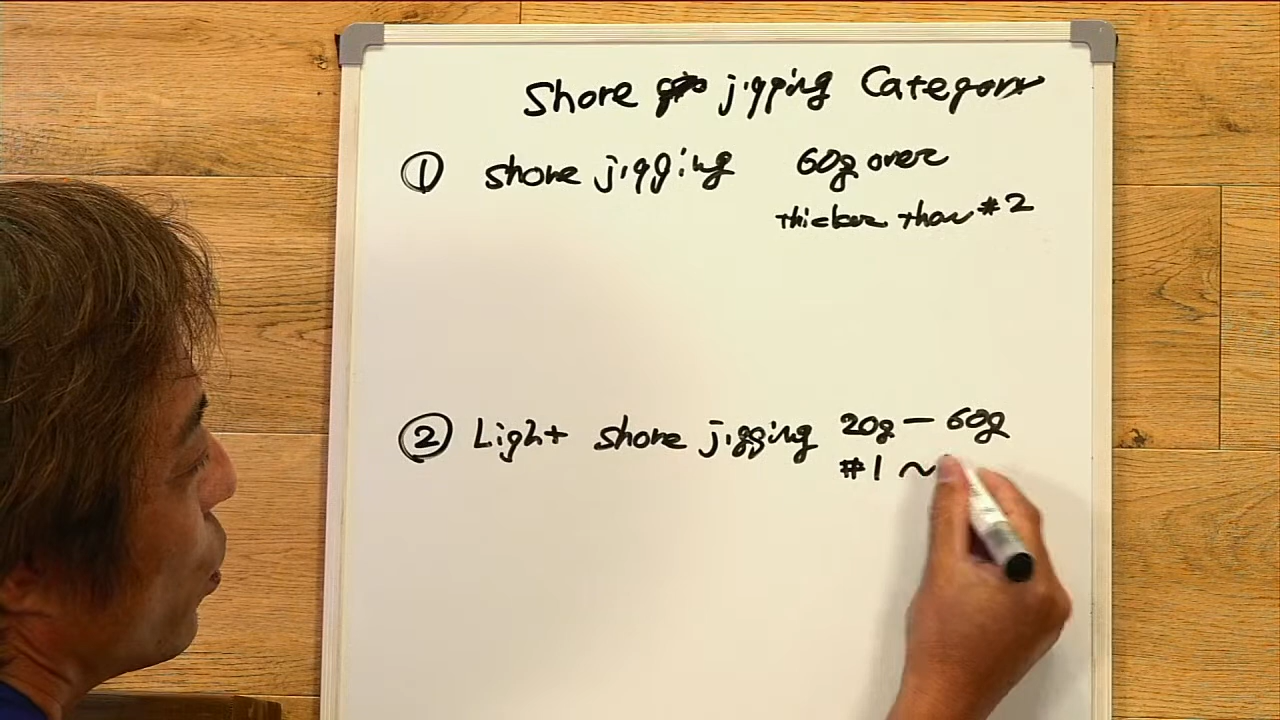 Shore jigging Category
① shore jigging 60g over
thicker than #2
② Light shore jigging 20g - 60g
#1 ~